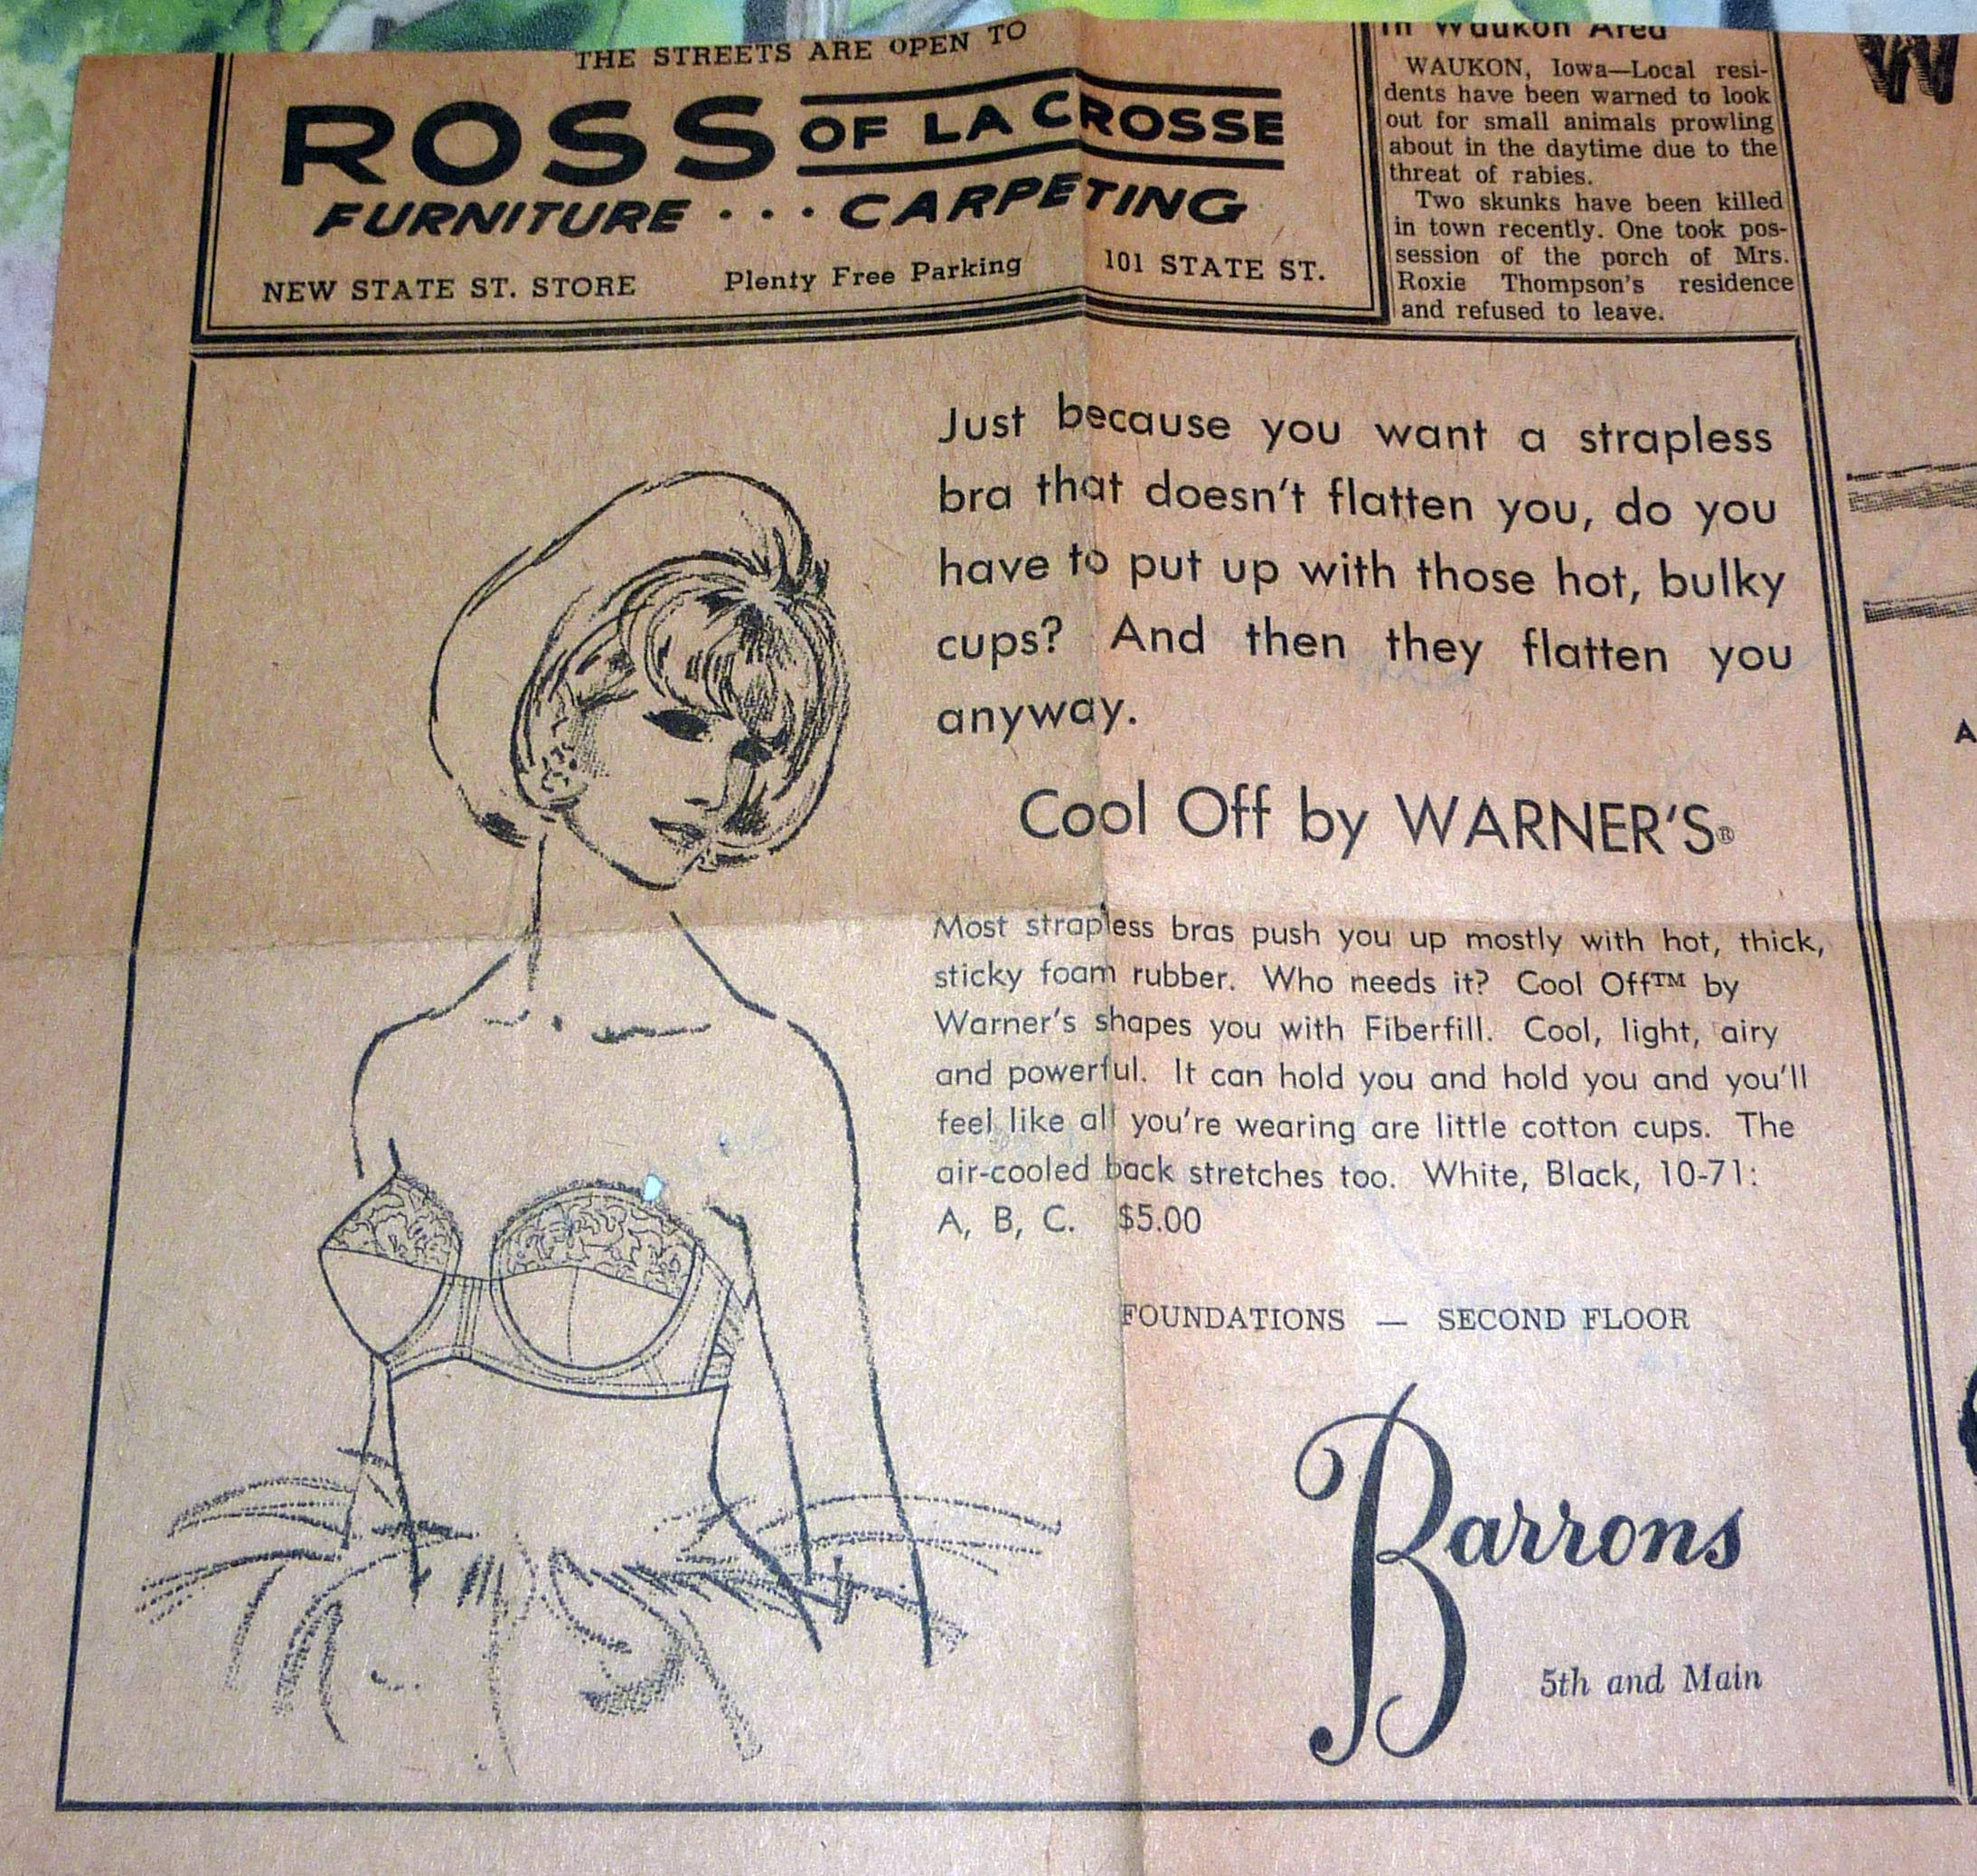 THE STREETS ARE OPEN TO
ROSS OF LA CROSSE
FURNITURE . . . CARPETING
NEW STATE ST. STORE Plenty Free Parking 101 STATE ST.
In Waukon Area
WAUKON, Iowa—Local resi-
dents have been warned to look
out for small animals prowling
about in the daytime due to the
threat of rabies.
Two skunks have been killed
in town recently. One took pos-
session of the porch of Mrs.
Roxie Thompson's residence
and refused to leave.
W
Just because you want a strapless
bra that doesn't flatten you, do you
have to put up with those hot, bulky
cups? And then they flatten you
anyway.
Cool Off by WARNER'S®
Most strapless bras push you up mostly with hot, thick,
sticky foam rubber. Who needs it? Cool Off™ by
Warner's shapes you with Fiberfill. Cool, light, airy
and powerful. It can hold you and hold you and you'll
feel like all you're wearing are little cotton cups. The
air-cooled back stretches too. White, Black, 10-71:
A, B, C. $5.00
FOUNDATIONS — SECOND FLOOR
Barrons
5th and Main
A